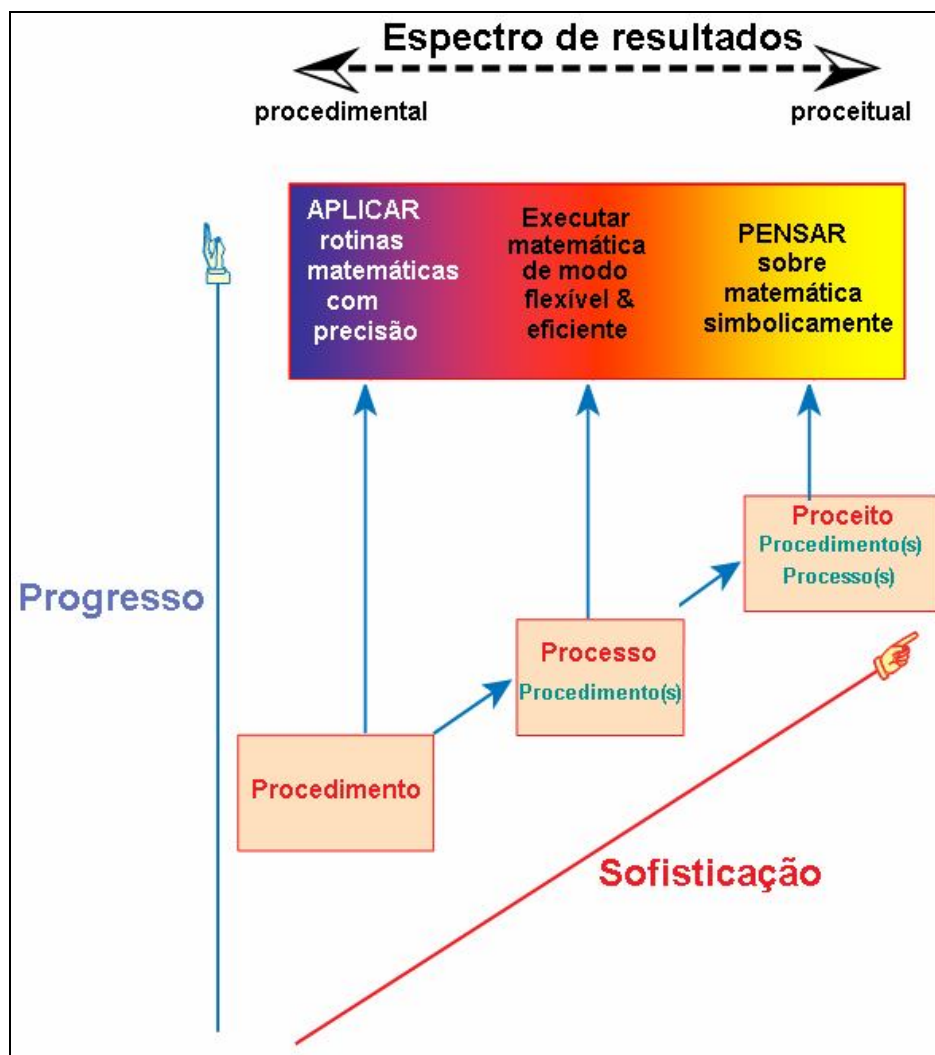 Espectro de resultados
procedimental
proceitual
APLICAR
rotinas
matemáticas
com
precisão
Executar
matemática
de modo
flexível &
eficiente
PENSAR
sobre
matemática
simbolicamente
Proceito
Procedimento(s)
Processo(s)
Progresso
Processo
Procedimento(s)
Procedimento
Sofisticação